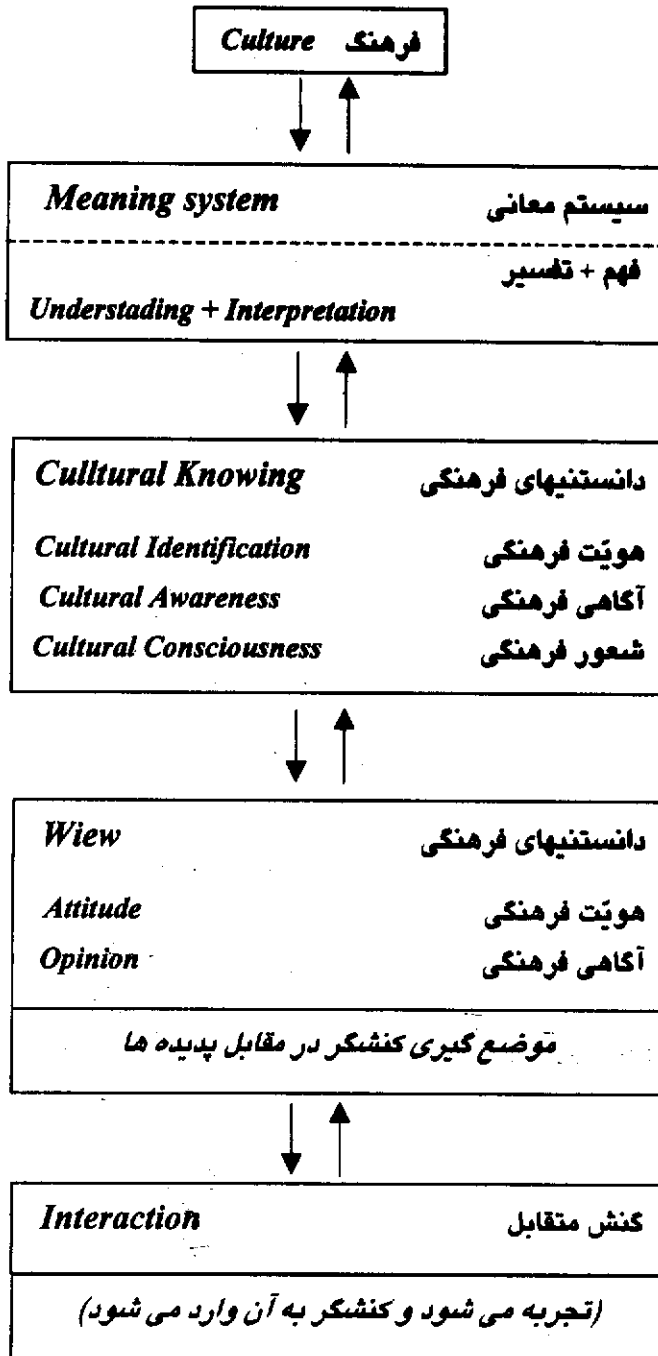 Culture فرهنگ
Meaning system سیستم معانی
فهم + تفسیر
Understading + Interpretation
Culltural Knowing دانستنیهای فرهنگی
Cultural Identification هویّت فرهنگی
Cultural Awareness آگاهی فرهنگی
Cultural Consciousness شعور فرهنگی
Wiew دانستنیهای فرهنگی
Attitude هویّت فرهنگی
Opinion آگاهی فرهنگی
موضع گیری کنشگر در مقابل پدیده ها
Interaction کنش متقابل
(تجربه می شود و کنشگر به آن وارد می شود)